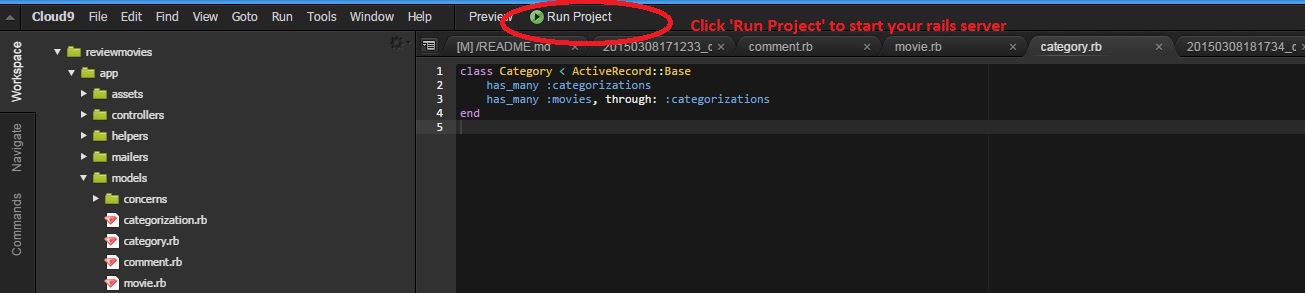 Cloud9 File Edit Find View Goto Run Tools Window Help Preview Run Project
Click 'Run Project' to start your rails server
Workspace
Navigate
Commands
reviewmovies
app
assets
controllers
helpers
mailers
models
concerns
categorization.rb
category.rb
comment.rb
movie.rb
[M] /README.md × 20150308171233_c × comment.rb × movie.rb × category.rb × 20150308181734_c
1 class Category < ActiveRecord::Base
2 has_many :categorizations
3 has_many :movies, through: :categorizations
4 end
5